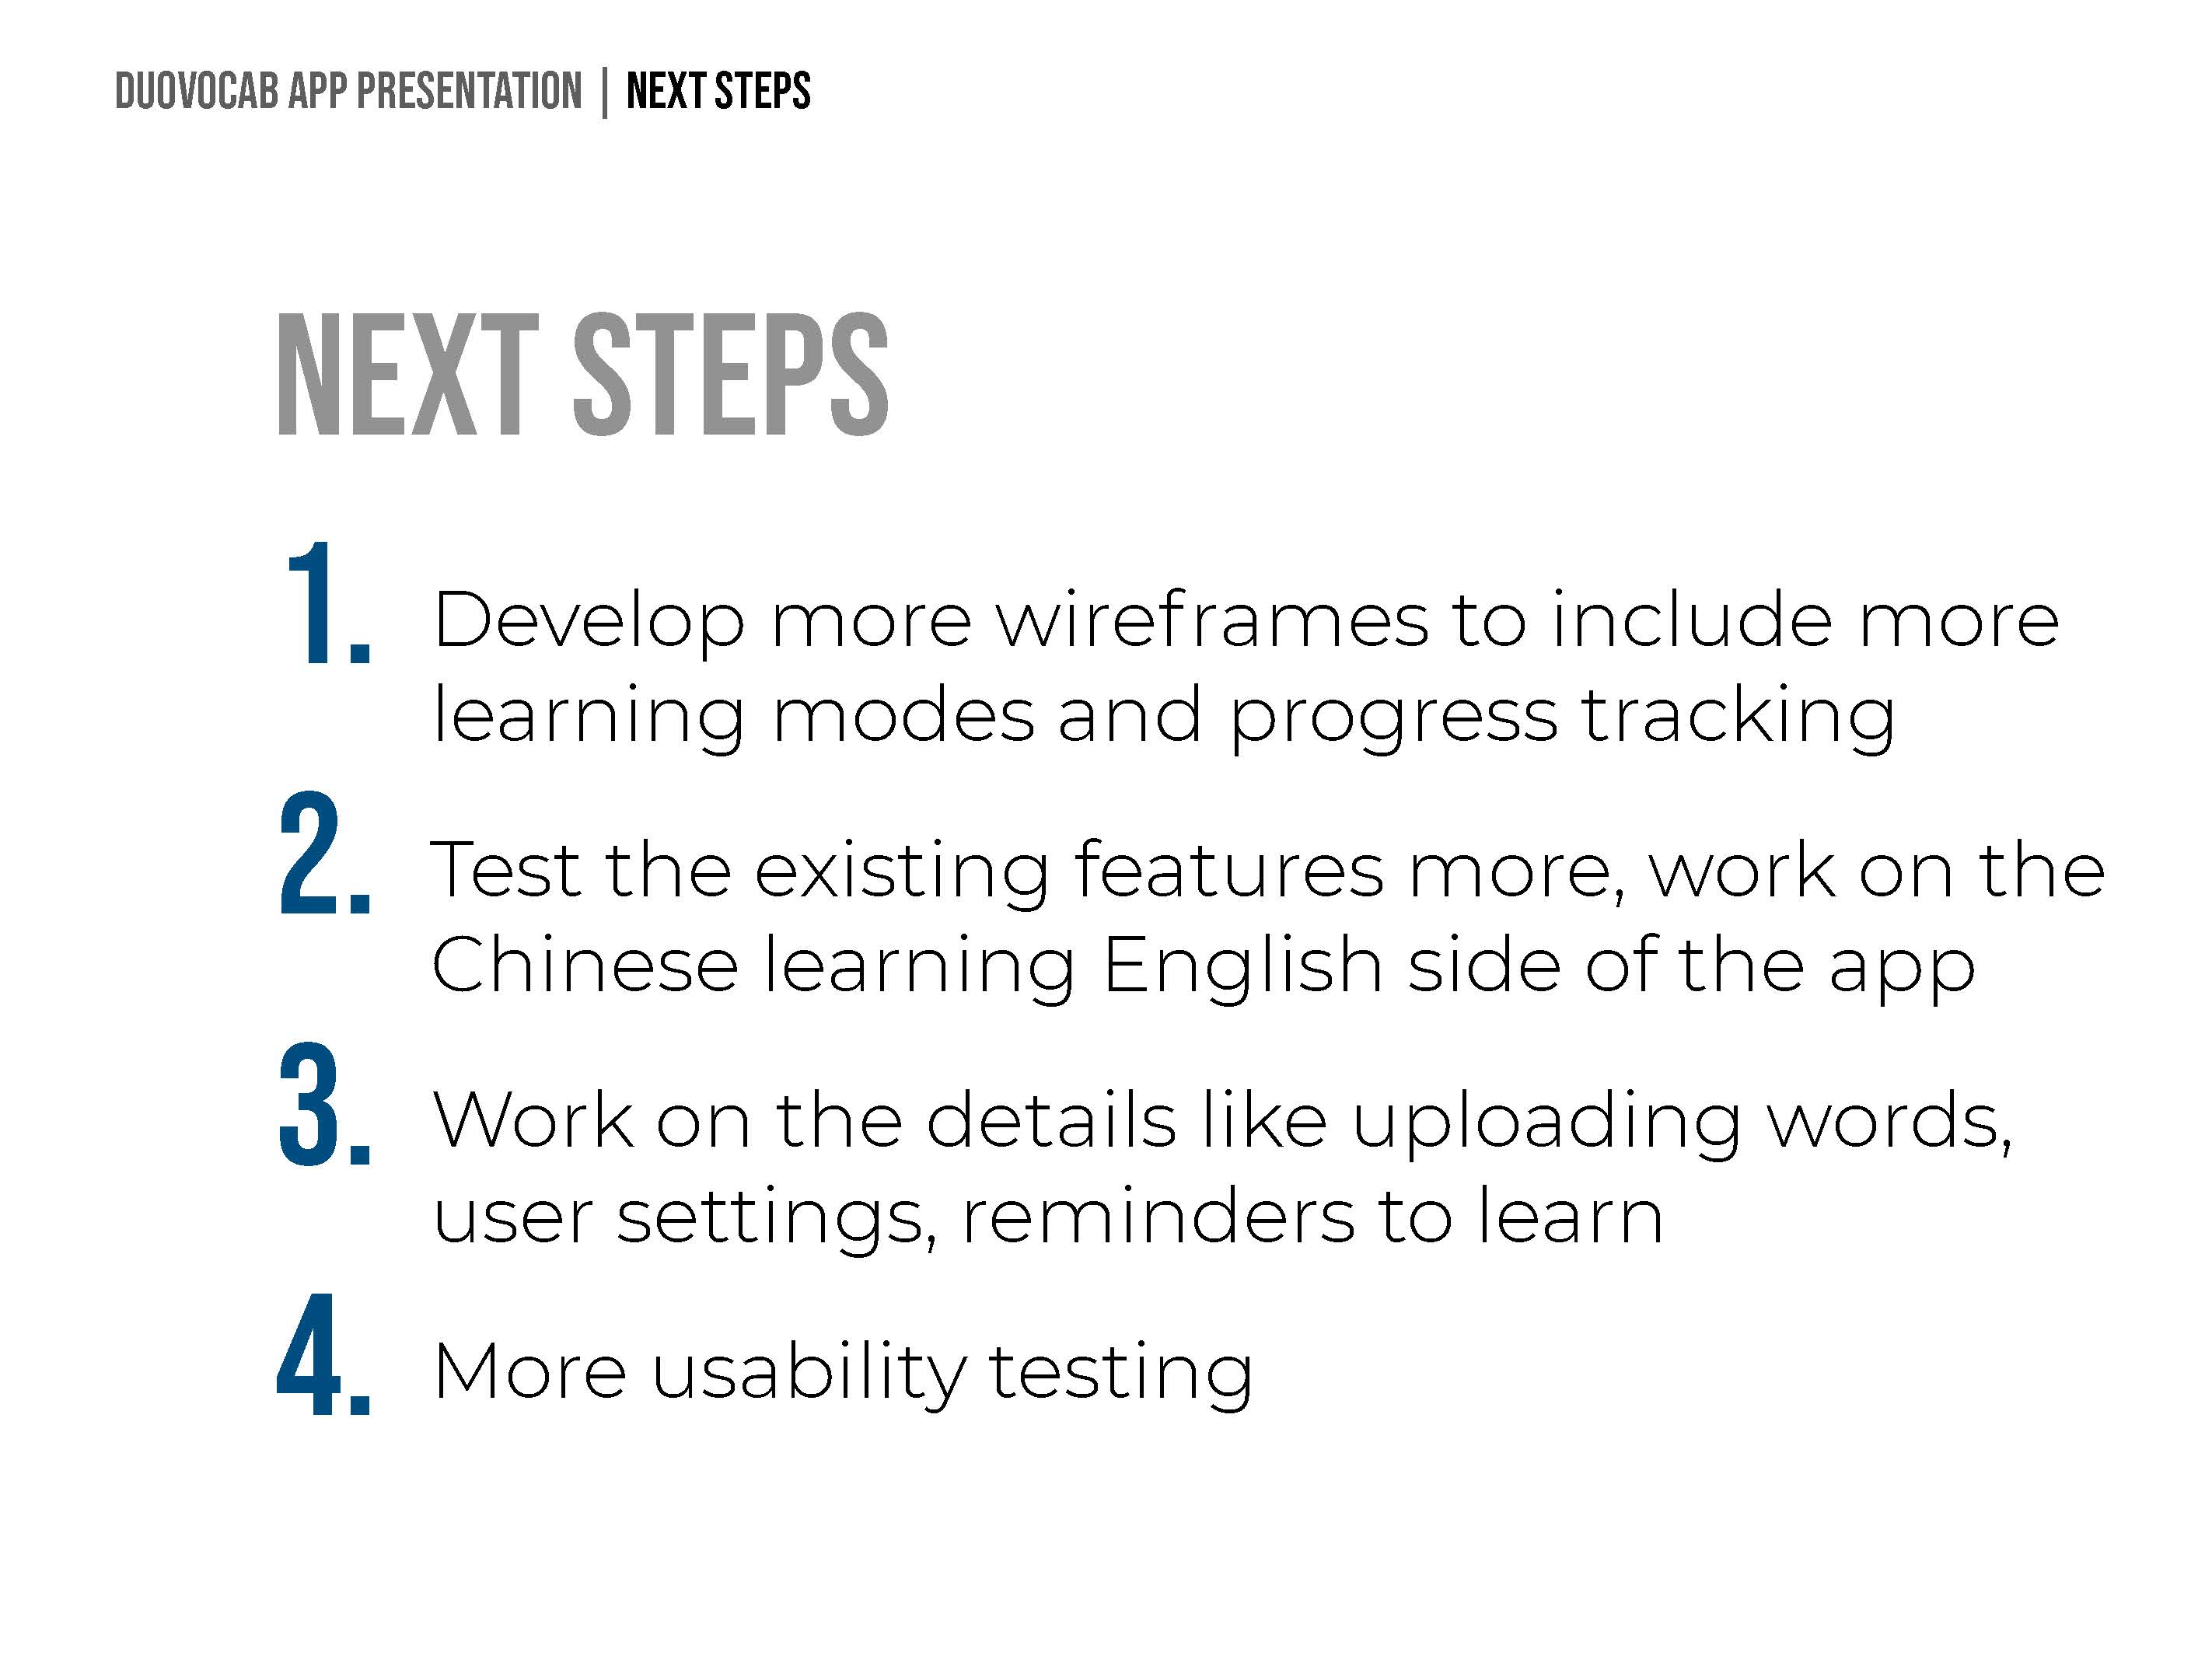 DUOVOCAB APP PRESENTATION | NEXT STEPS
NEXT STEPS
1. Develop more wireframes to include more
learning modes and progress tracking
2. Test the existing features more, work on the
Chinese learning English side of the app
3. Work on the details like uploading words,
user settings, reminders to learn
4. More usability testing